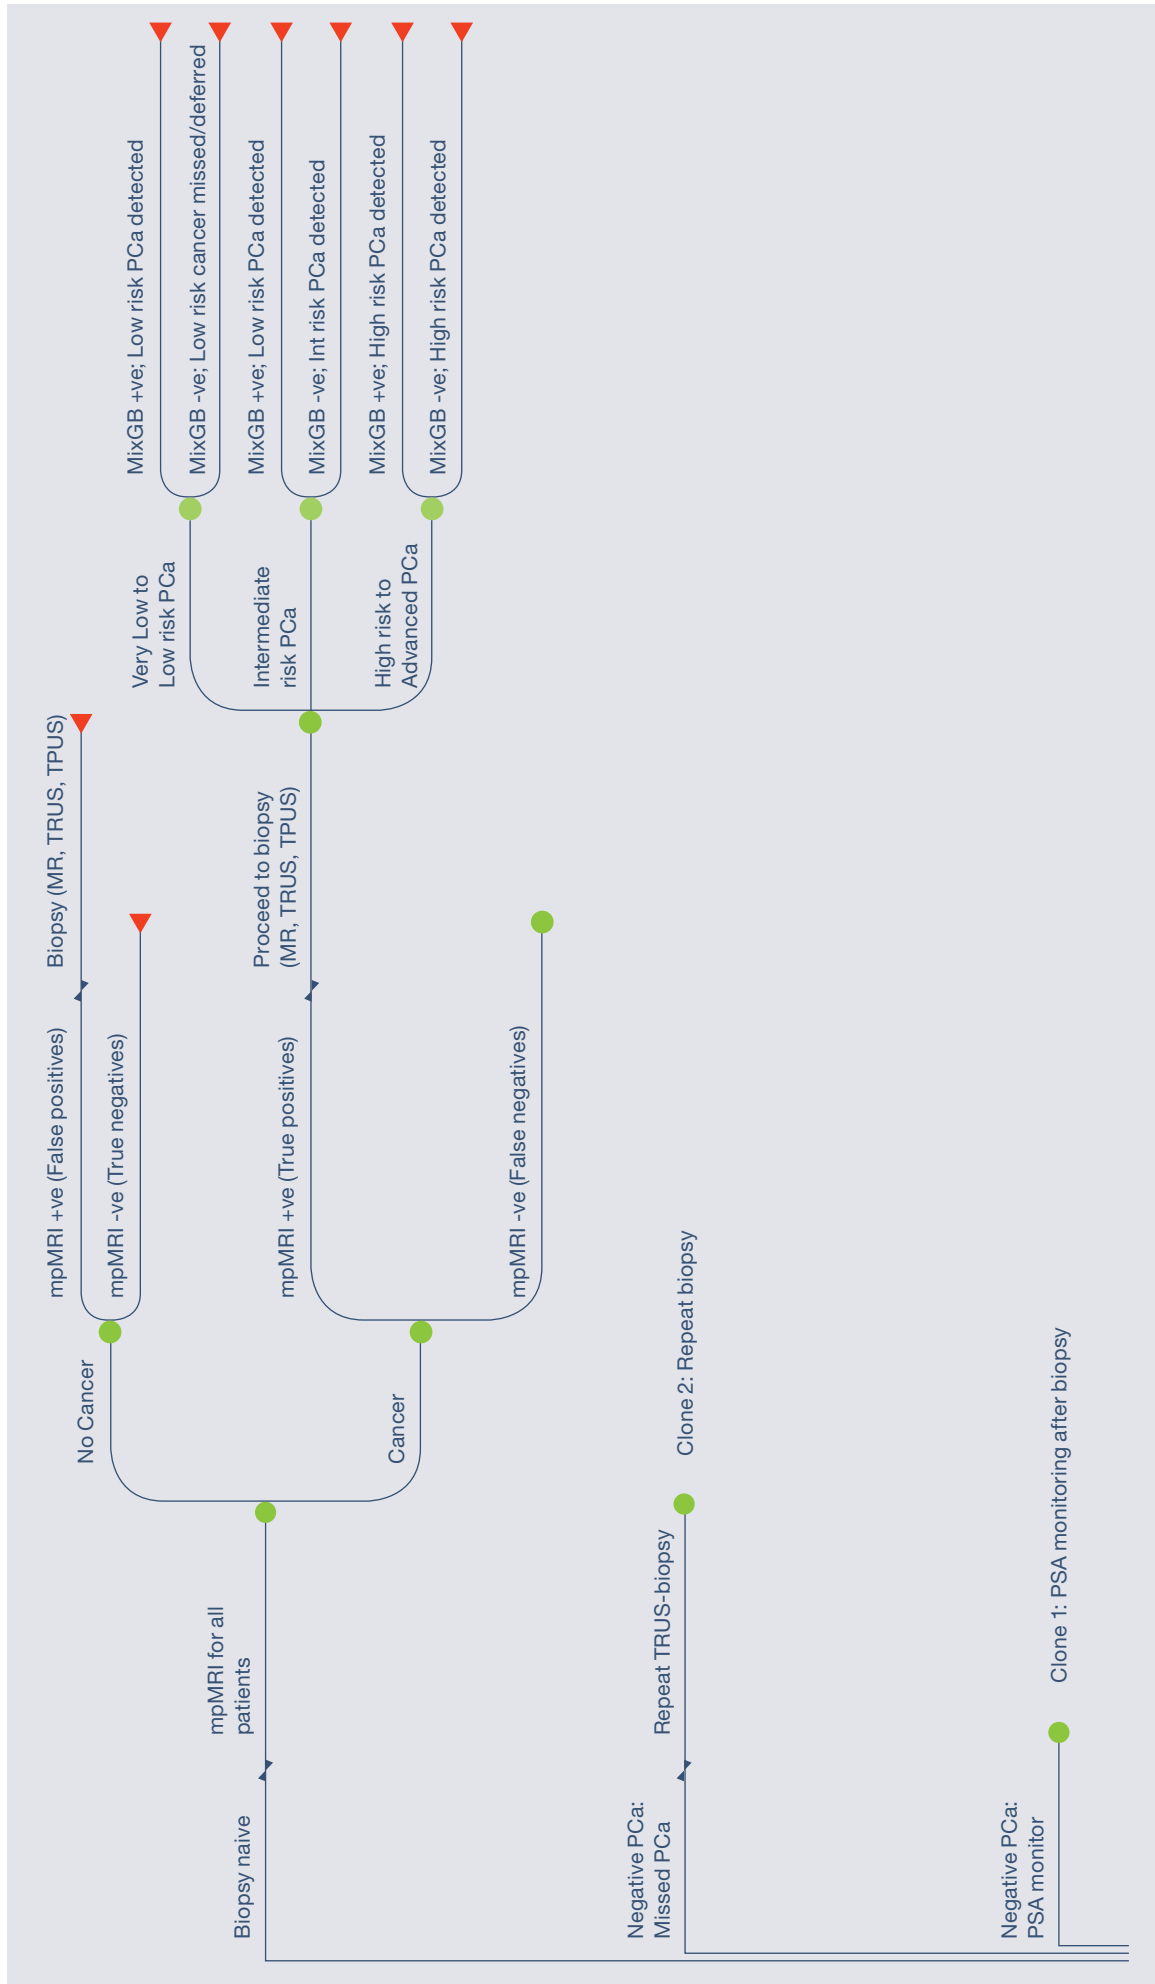 Biopsy naive
mpMRI for all
patients
No Cancer
mpMRI +ve (False positives)
Biopsy (MR, TRUS, TPUS)
mpMRI -ve (True negatives)
Cancer
mpMRI +ve (True positives)
Proceed to biopsy
(MR, TRUS, TPUS)
Very Low to
Low risk PCa
MixGB +ve; Low risk PCa detected
MixGB -ve; Low risk cancer missed/deferred
Intermediate
risk PCa
MixGB +ve; Low risk PCa detected
MixGB -ve; Int risk PCa detected
High risk to
Advanced PCa
MixGB +ve; High risk PCa detected
MixGB -ve; High risk PCa detected
mpMRI -ve (False negatives)
Negative PCa:
Missed PCa
Repeat TRUS-biopsy
Clone 2: Repeat biopsy
Negative PCa:
PSA monitor
Clone 1: PSA monitoring after biopsy